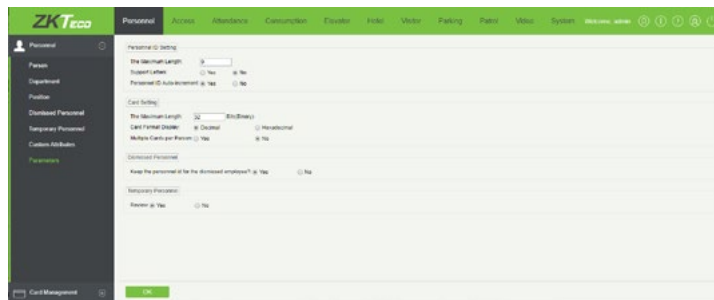 ZKTECO
Personnel Access Attendance Consumption Elevator Hotel Visitor Parking Patrol Video System Welcome, admin
Personnel
Person
Department
Position
Dismissed Personnel
Temporary Personnel
Custom Attributes
Parameters
Card Management
Personnel ID Setting
The Maximum Length 9
Support Letters Yes No
Personnel ID Auto-increment Yes No
Card Setting
The Maximum Length 32 Bits(Binary)
Card Format Display Decimal Hexadecimal
Multiple Cards per Person Yes No
Dismissed Personnel
Keep the personnel id for the dismissed employee? Yes No
Temporary Personnel
Review Yes No
OK